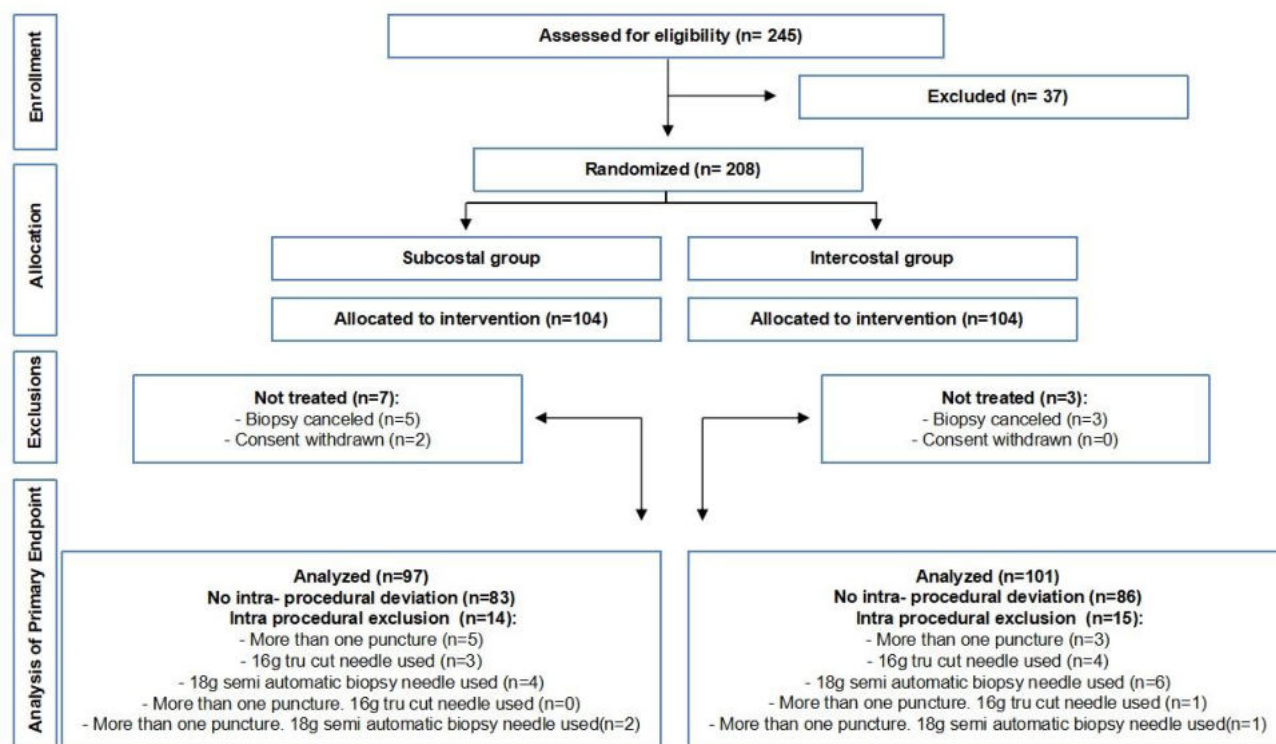 Enrollment
Assessed for eligibility (n= 245)
Excluded (n= 37)
Randomized (n= 208)
Allocation
Subcostal group
Intercostal group
Allocated to intervention (n=104)
Allocated to intervention (n=104)
Exclusions
Not treated (n=7):
- Biopsy canceled (n=5)
- Consent withdrawn (n=2)
Not treated (n=3):
- Biopsy canceled (n=3)
- Consent withdrawn (n=0)
Analysis of Primary Endpoint
Analyzed (n=97)
No intra- procedural deviation (n=83)
Intra procedural exclusion (n=14):
- More than one puncture (n=5)
- 16g tru cut needle used (n=3)
- 18g semi automatic biopsy needle used (n=4)
- More than one puncture. 16g tru cut needle used (n=0)
- More than one puncture. 18g semi automatic biopsy needle used(n=2)
Analyzed (n=101)
No intra- procedural deviation (n=86)
Intra procedural exclusion (n=15):
- More than one puncture (n=3)
- 16g tru cut needle used (n=4)
- 18g semi automatic biopsy needle used (n=6)
- More than one puncture. 16g tru cut needle used (n=1)
- More than one puncture. 18g semi automatic biopsy needle used(n=1)